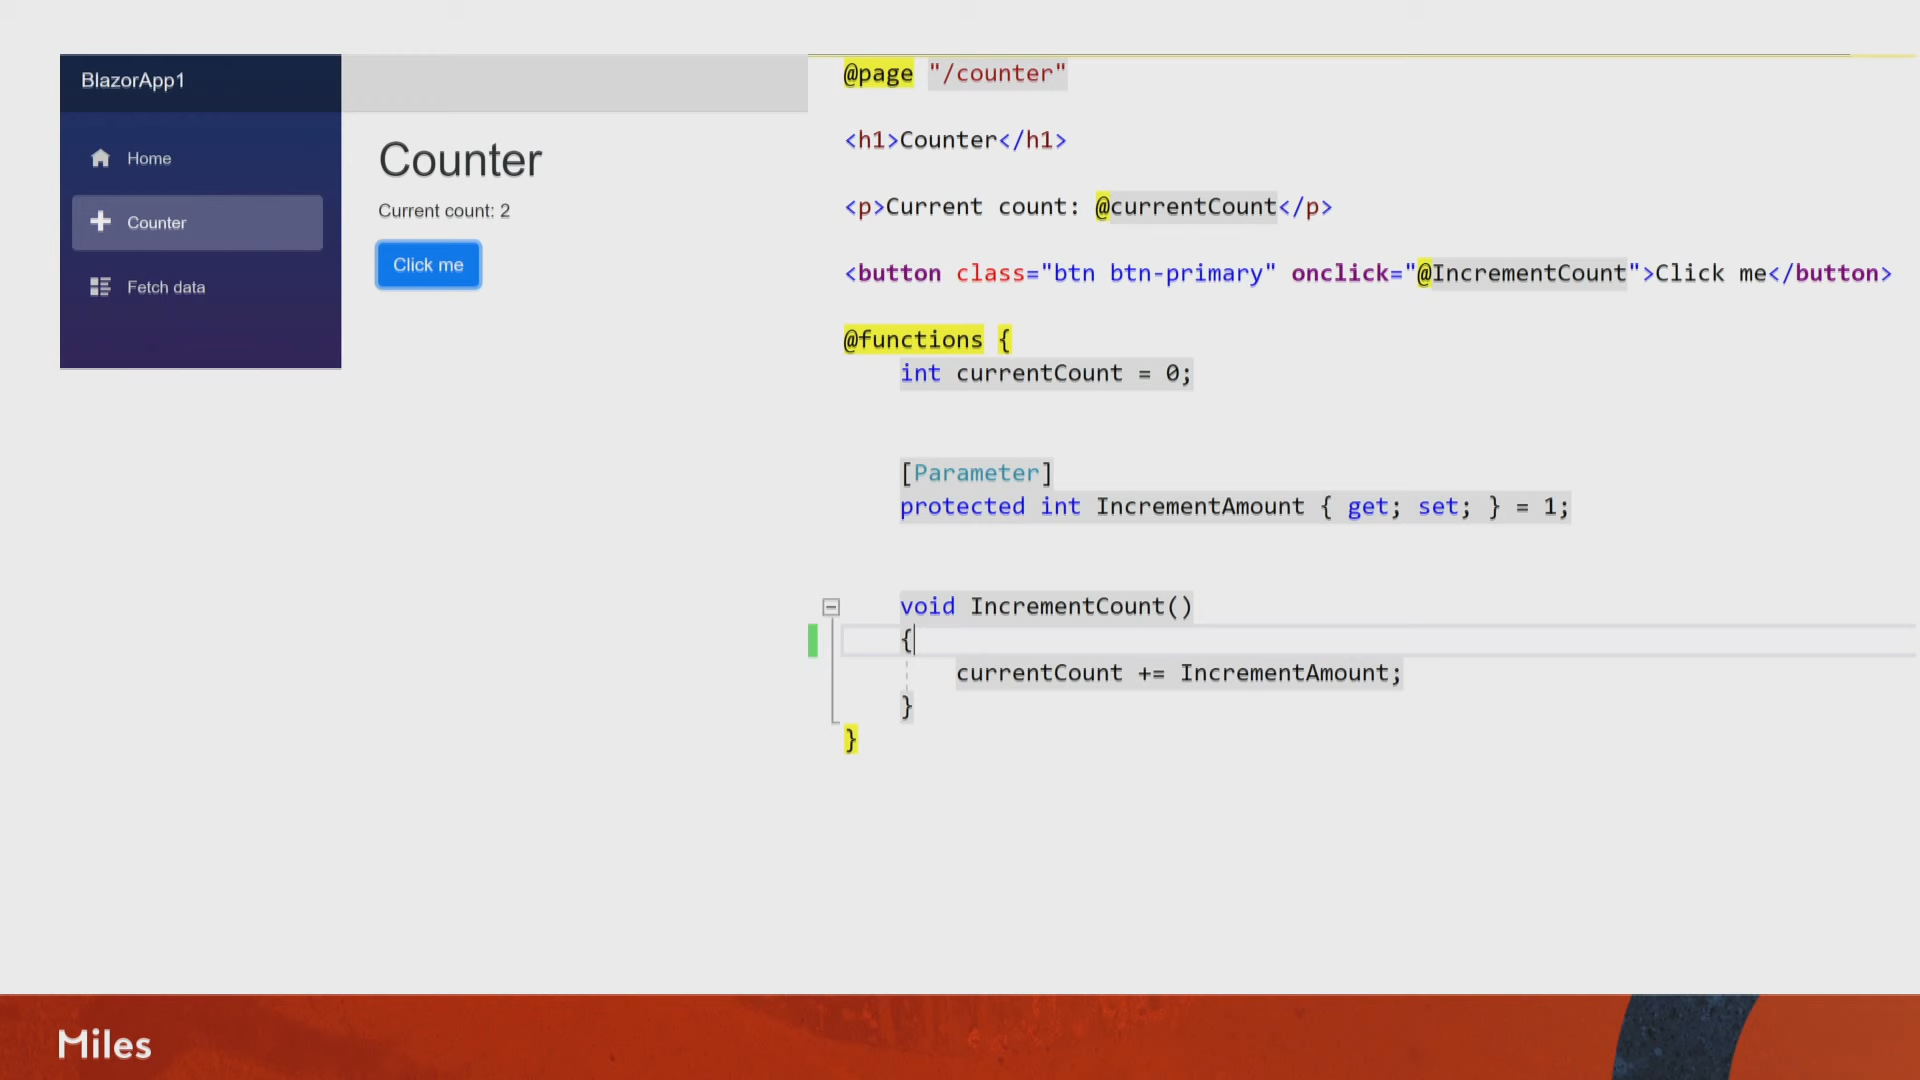 BlazorApp1
Home
Counter
Fetch data
Counter
Current count: 2
Click me
@page "/counter"
<h1>Counter</h1>
<p>Current count: @currentCount</p>
<button class="btn btn-primary" onclick="@IncrementCount">Click me</button>
@functions {
int currentCount = 0;
[Parameter]
protected int IncrementAmount { get; set; } = 1;
void IncrementCount()
{
currentCount += IncrementAmount;
}
}
Miles